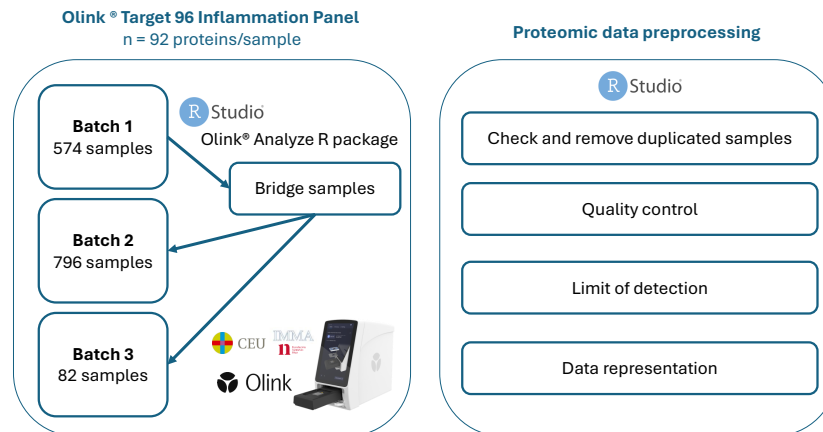 Olink ® Target 96 Inflammation Panel
n = 92 proteins/sample
Batch 1
574 samples
R Studio
Olink® Analyze R package
Bridge samples
Batch 2
796 samples
Batch 3
82 samples
CEU
IMMA
n
Olink
Proteomic data preprocessing
R Studio
Check and remove duplicated samples
Quality control
Limit of detection
Data representation